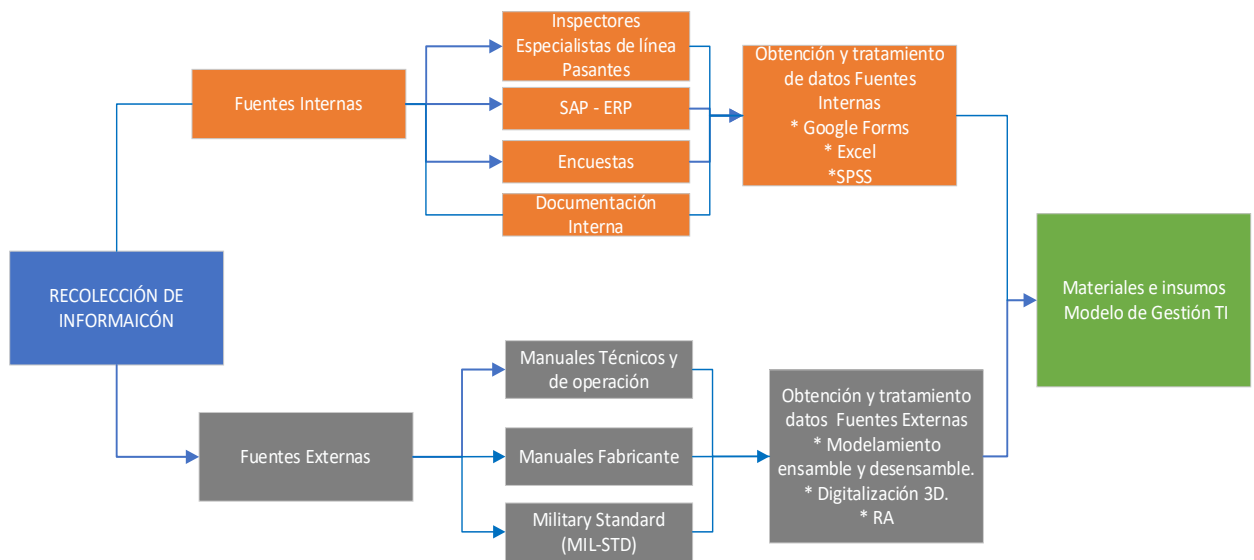 RECOLECCIÓN DE
INFORMAICÓN
Fuentes Internas
Inspectores
Especialistas de línea
Pasantes
SAP - ERP
Encuestas
Documentación
Interna
Obtención y tratamiento
de datos Fuentes
Internas
* Google Forms
* Excel
*SPSS
Fuentes Externas
Manuales Técnicos y
de operación
Manuales Fabricante
Military Standard
(MIL-STD)
Obtención y tratamiento
datos Fuentes Externas
* Modelamiento
ensamble y desensamble.
* Digitalización 3D.
* RA
Materiales e insumos
Modelo de Gestión TI